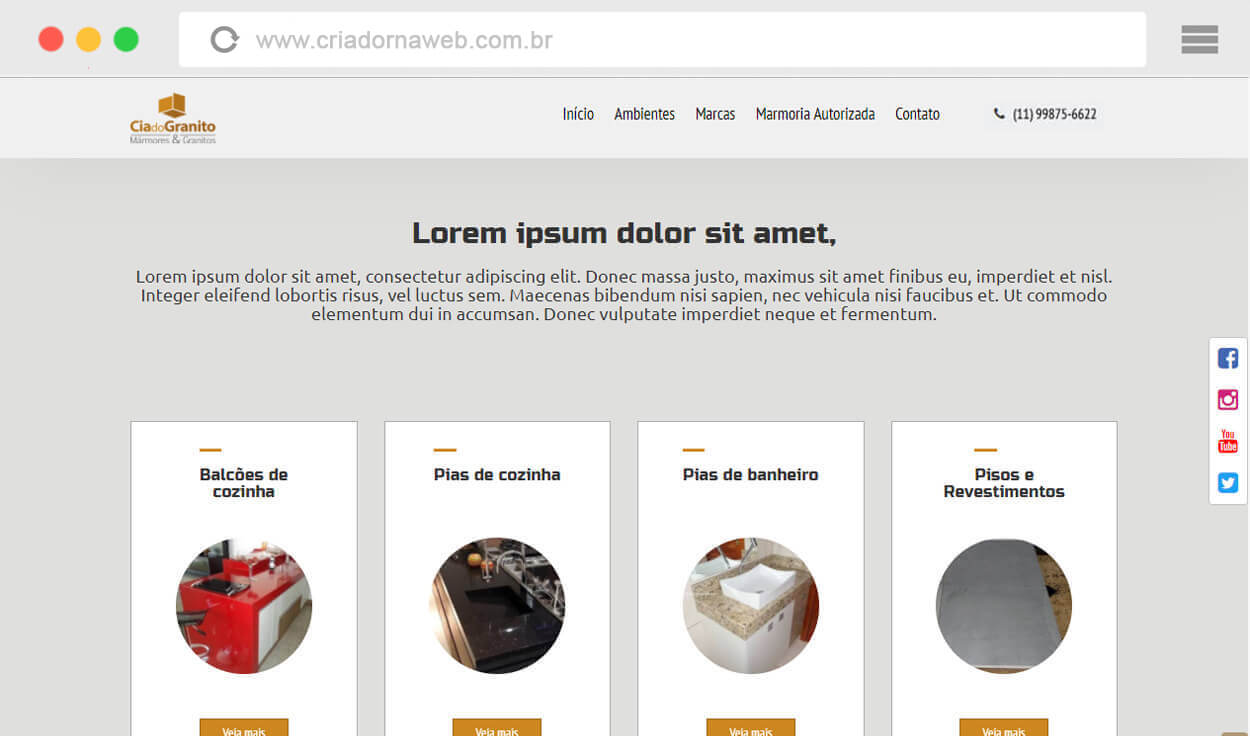 www.criadornaweb.com.br
CiadoGranito
Mármores & Granitos
Início Ambientes Marcas Marmoria Autorizada Contato (11) 99875-6622
Lorem ipsum dolor sit amet,
Lorem ipsum dolor sit amet, consectetur adipiscing elit. Donec massa justo, maximus sit amet finibus eu, imperdiet et nisl.
Integer eleifend lobortis risus, vel luctus sem. Maecenas bibendum nisi sapien, nec vehicula nisi faucibus et. Ut commodo
elementum dui in accumsan. Donec vulputate imperdiet neque et fermentum.
You
Tube
Balcões de
cozinha
Pias de cozinha
Pias de banheiro
Pisos e
Revestimentos
Veja mais
Veja mais
Veja mais
Veja mais